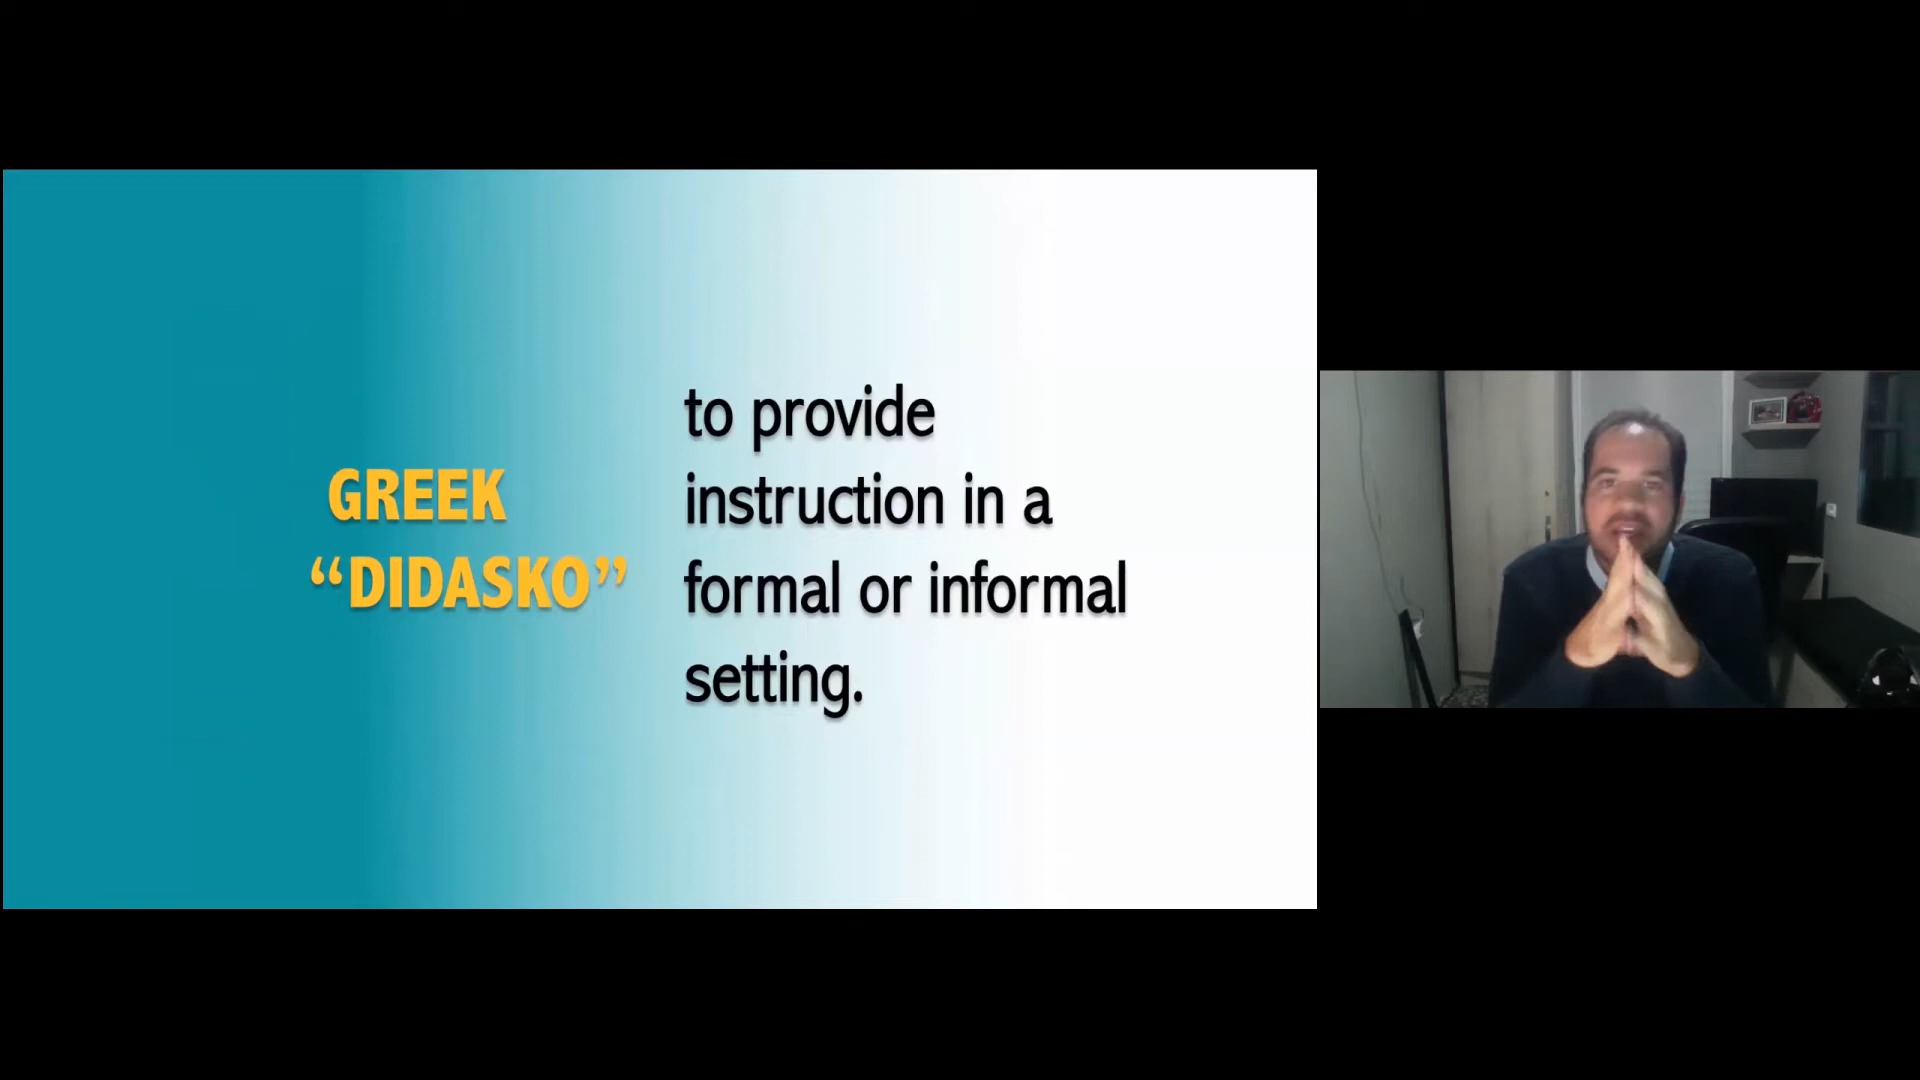 GREEK
“DIDASKO”
to provide
instruction in a
formal or informal
setting.